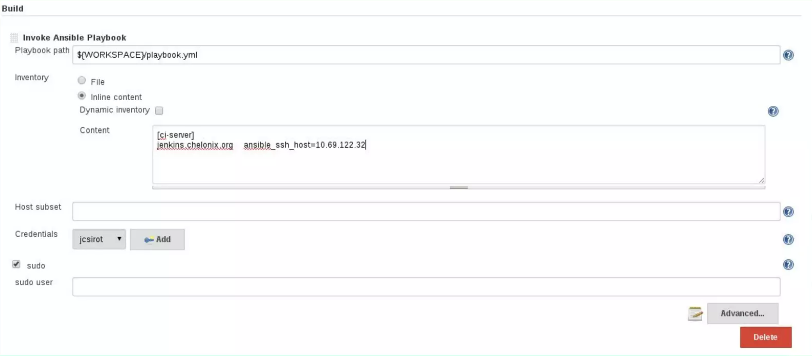 Build
Invoke Ansible Playbook
Playbook path
${WORKSPACE}/playbook.yml
Inventory
File
Inline content
Dynamic inventory
Content
[cj-server]
jenkins.chelonix.org ansible_ssh_host=10.69.122.32
Host subset
Credentials
jcsirot
Add
sudo
sudo user
Advanced...
Delete